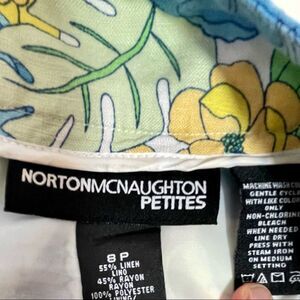 NORTONMCNAUGHTON
PETITES
8P
55% LINEN
LINO
45% RAYON
RAYON
100% POLYESTER
LINING/
MACHINE WASH COLD
GENTLE CYCLE
WITH LIKE COLORS
ONLY
NON-CHLORINE
BLEACH
WHEN NEEDED
LINE DRY
PRESS WITH
STEAM IRON
ON MEDIUM
SETTING